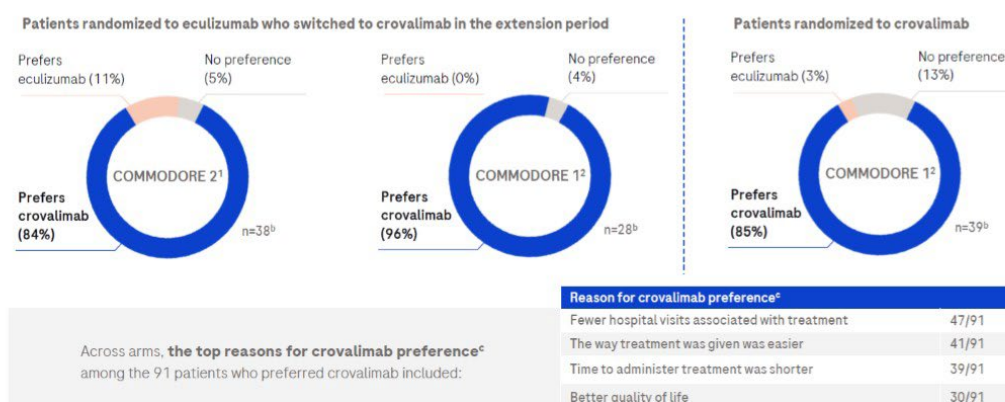 Patients randomized to eculizumab who switched to crovalimab in the extension period
Patients randomized to crovalimab
Prefers
eculizumab (11%)
No preference
(5%)
COMMODORE 2¹
Prefers
crovalimab
(84%)
n=38ᵇ
Prefers
eculizumab (0%)
No preference
(4%)
COMMODORE 1²
Prefers
crovalimab
(96%)
n=28ᵇ
Prefers
eculizumab (3%)
No preference
(13%)
COMMODORE 1²
Prefers
crovalimab
(85%)
n=39ᵇ
Across arms, the top reasons for crovalimab preferenceᶜ
among the 91 patients who preferred crovalimab included:
Reason for crovalimab preferenceᶜ
Fewer hospital visits associated with treatment 47/91
The way treatment was given was easier 41/91
Time to administer treatment was shorter 39/91
Better quality of life 30/91